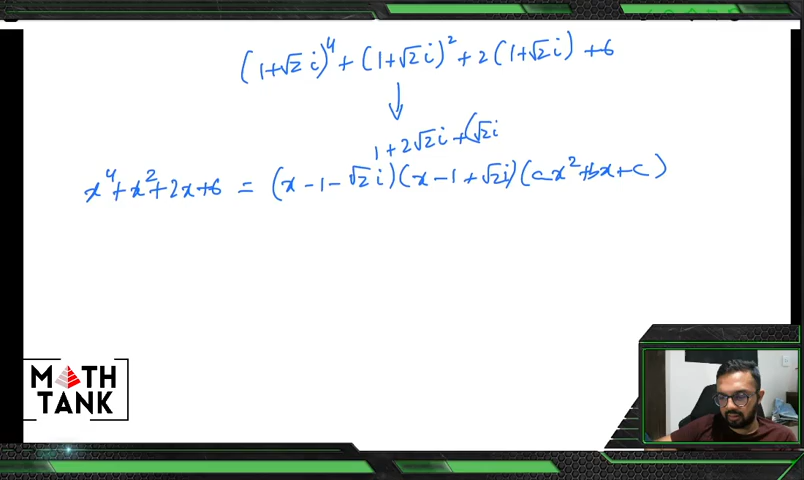 (1+√2 i)⁴ + (1+√2 i)² + 2 (1+√2 i) + 6
1 + 2√2 i + (√2 i
x⁴ + x² + 2x + 6 = (x - 1 - √2 i) (x - 1 + √2 i) (ax² + bx + c)
MATH
TANK